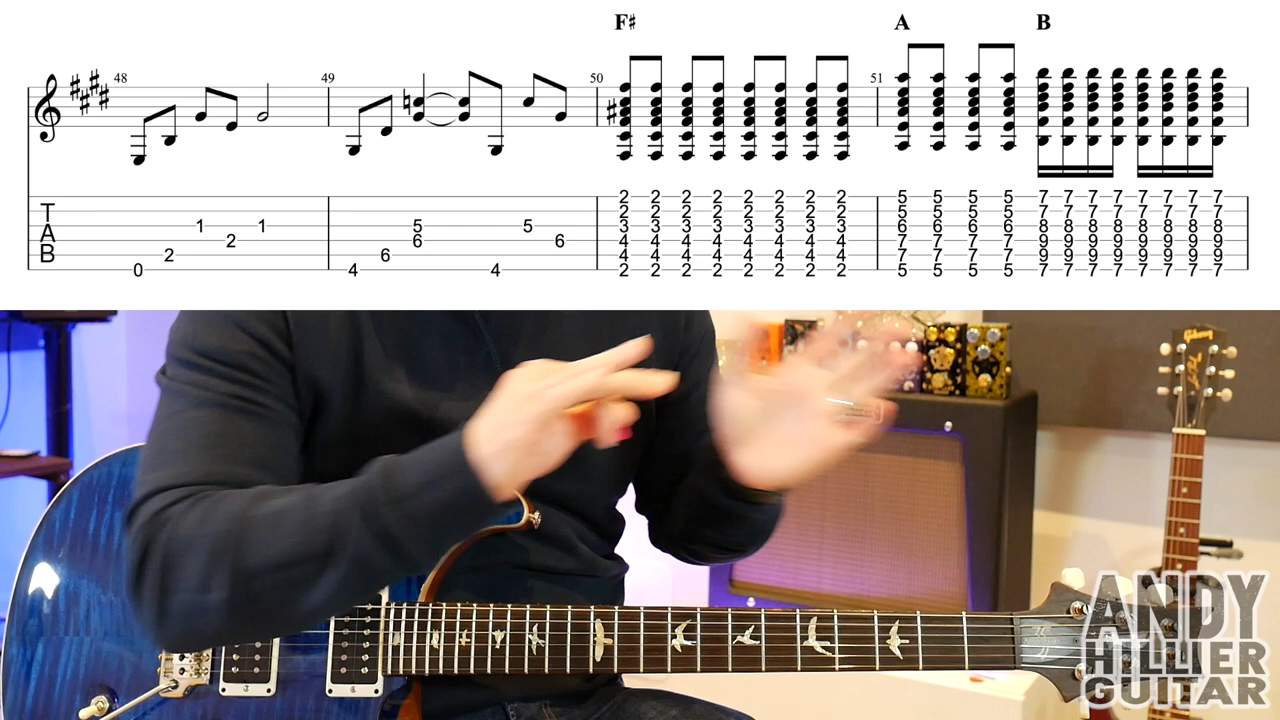 F# A B
48 49 50 51
2 2 2 2 2 2 2 2 5 5 5 5 7 7 7 7 7 7 7 7
T 2 2 2 2 2 2 2 2 5 5 5 5 7 7 7 7 7 7 7 7
1 1 5 5 3 3 3 3 3 3 3 3 6 6 6 6 8 8 8 8 8 8 8 8
A 2 6 6 4 4 4 4 4 4 4 4 7 7 7 7 9 9 9 9 9 9 9 9
B 2 6 4 4 4 4 4 4 4 4 7 7 7 7 9 9 9 9 9 9 9 9
0 4 4 2 2 2 2 2 2 2 2 5 5 5 5 7 7 7 7 7 7 7 7
Gibson
ANDY
HILLIER
GUITAR